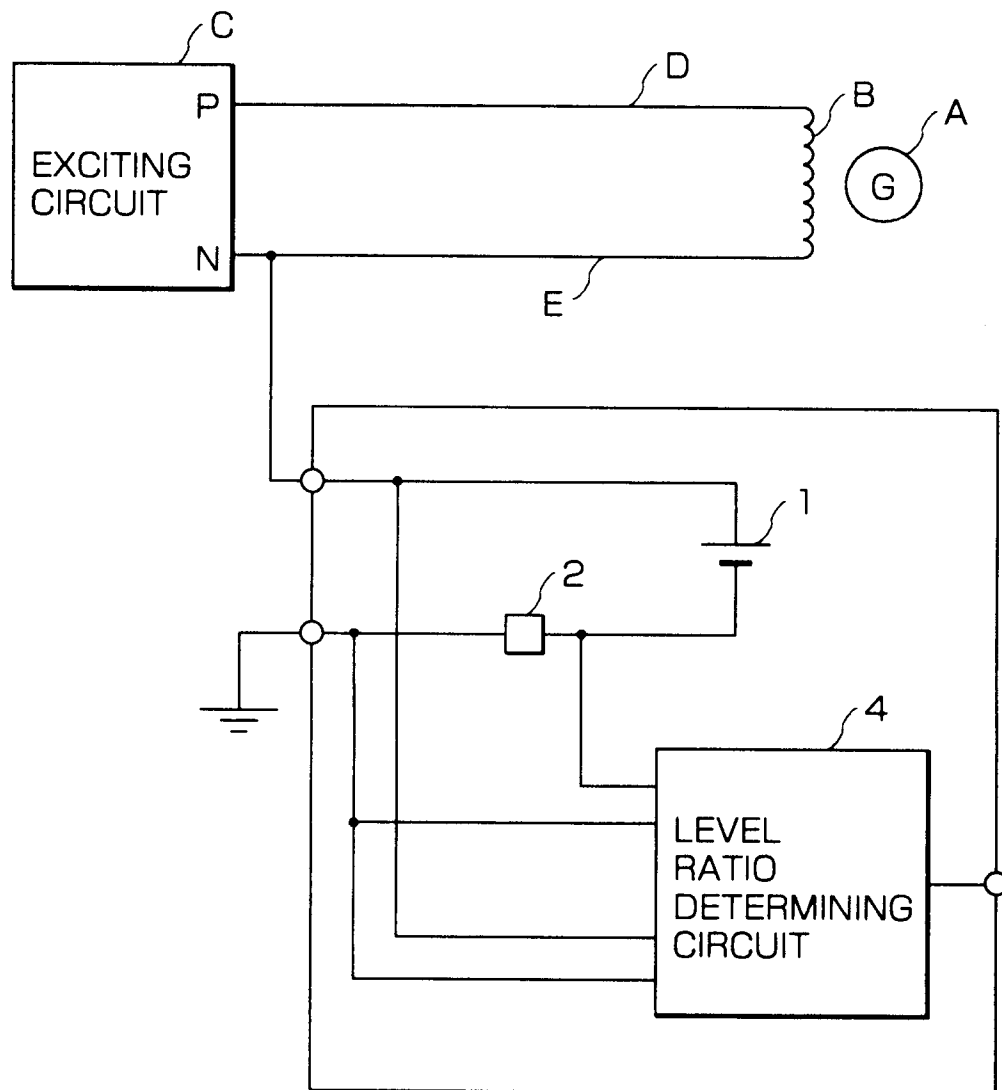 C
P
EXCITING
CIRCUIT
N
D
B
A
G
E
1
2
4
LEVEL
RATIO
DETERMINING
CIRCUIT